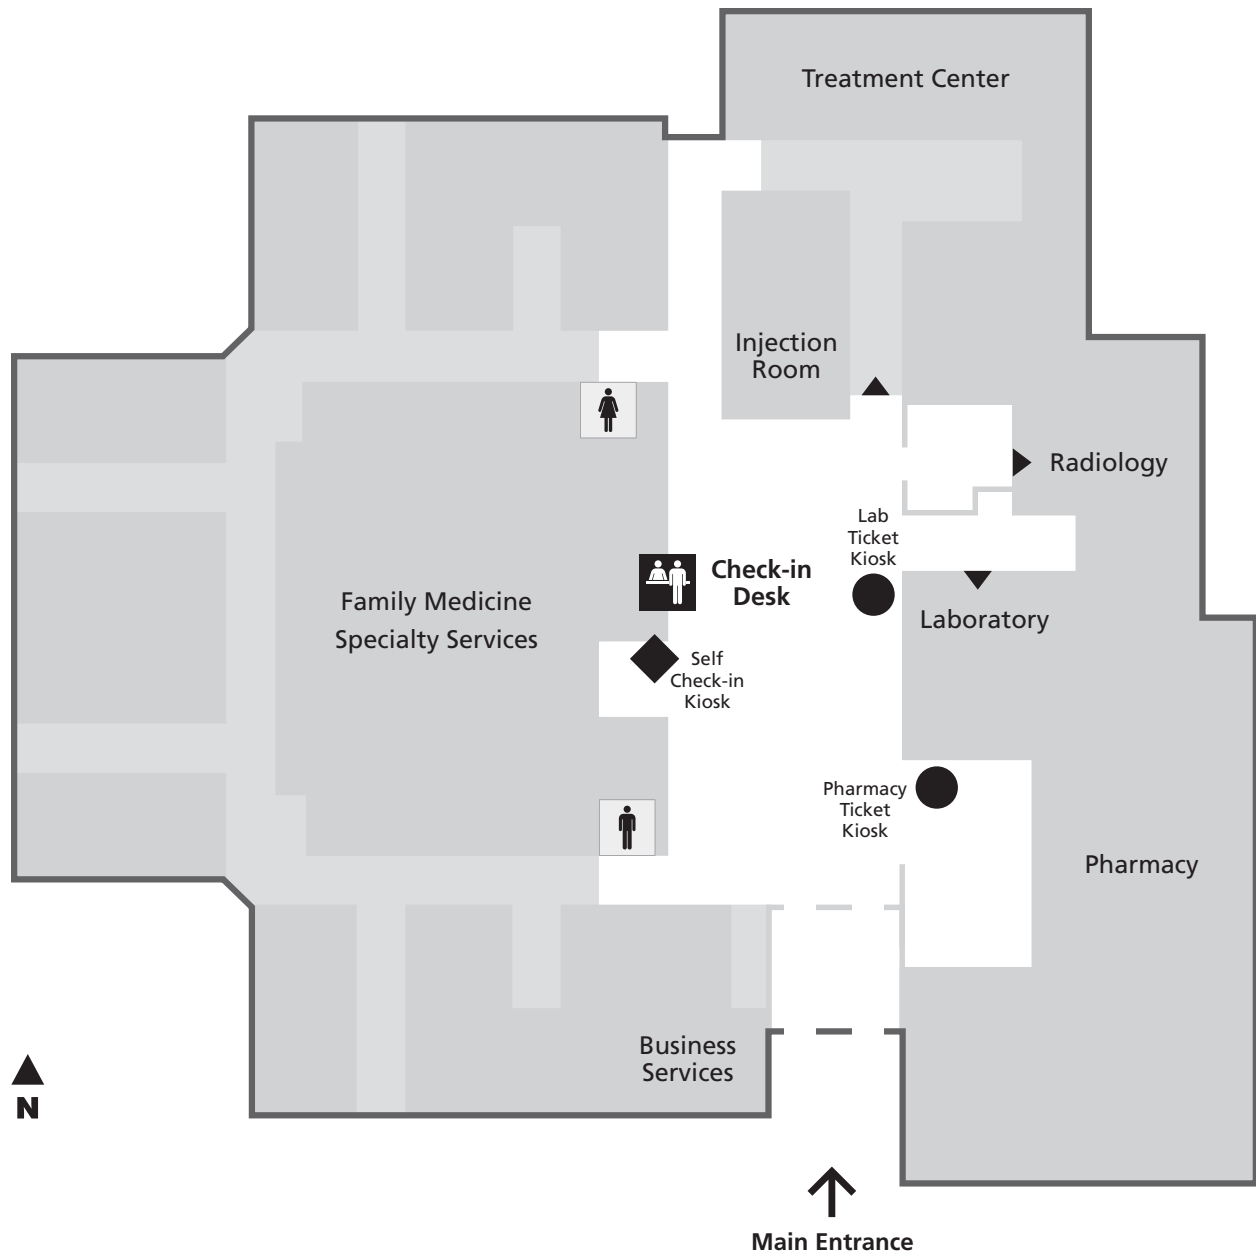 Treatment Center
Injection
Room
Radiology
Lab
Ticket
Kiosk
Check-in
Desk
Family Medicine
Specialty Services
Laboratory
Self
Check-in
Kiosk
Pharmacy
Ticket
Kiosk
Pharmacy
Business
Services
N
Main Entrance